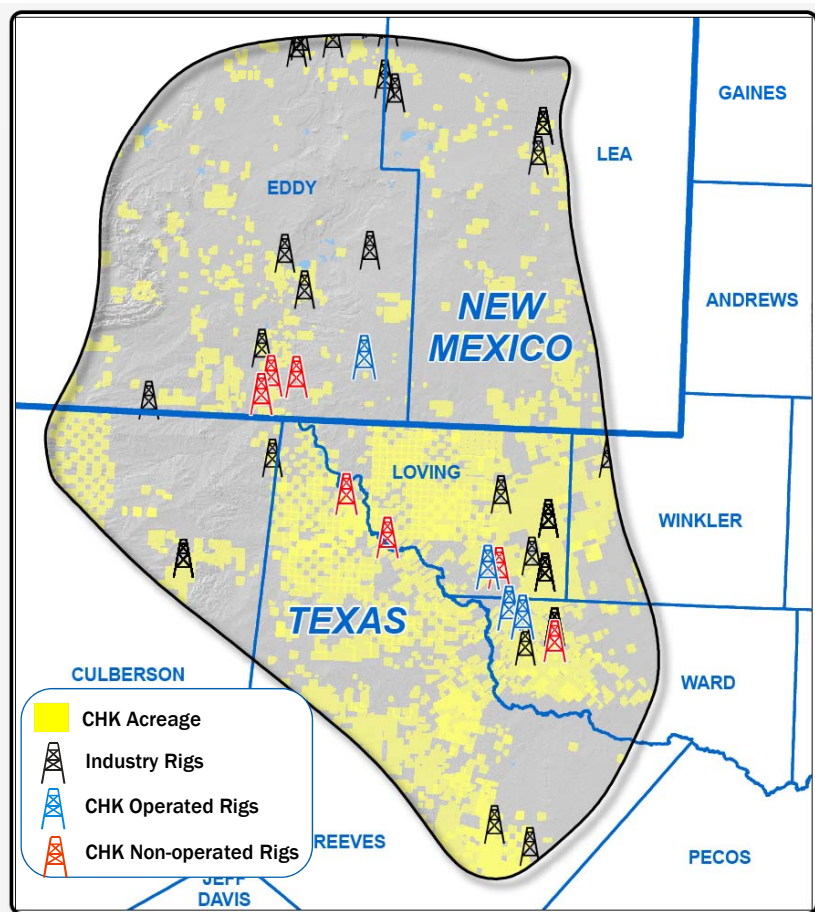 GAINES
LEA
EDDY
ANDREWS
NEW
MEXICO
LOVING
WINKLER
TEXAS
CULBERSON
WARD
CHK Acreage
Industry Rigs
CHK Operated Rigs
CHK Non-operated Rigs
REEVES
PECOS
JEFF
DAVIS